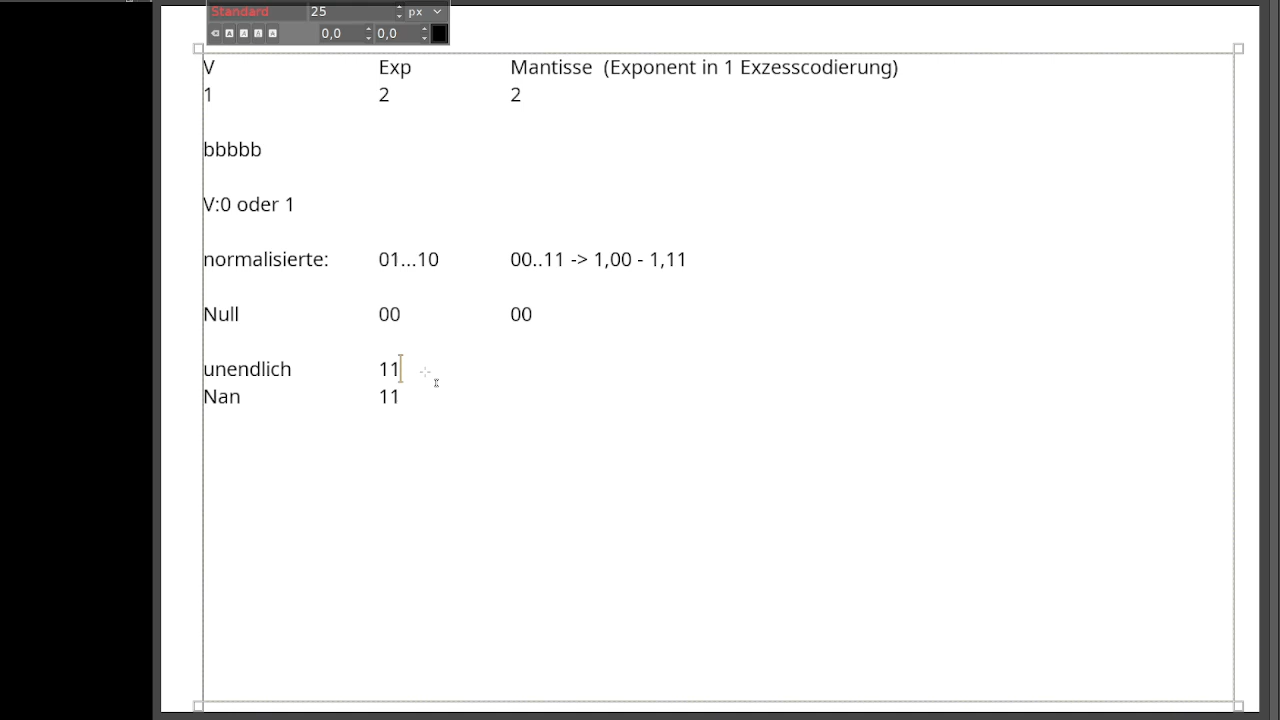 Standard 25 px
0,0 0,0
V Exp Mantisse (Exponent in 1 Exzesscodierung)
1 2 2
bbbbb
V:0 oder 1
normalisierte: 01...10 00..11 -> 1,00 - 1,11
Null 00 00
unendlich 11
Nan 11